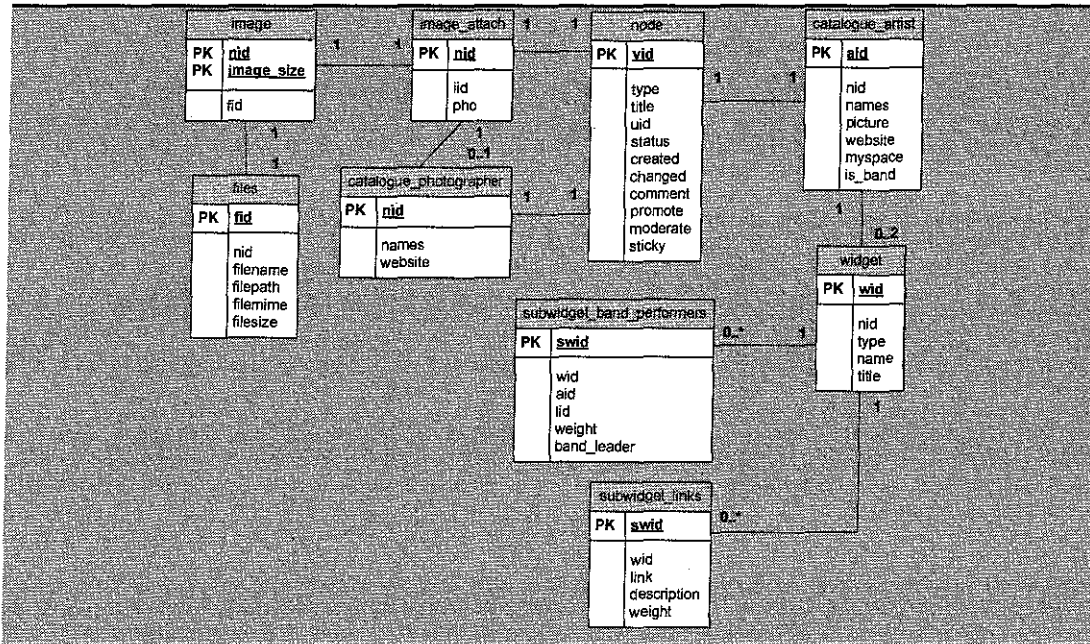 image
PK nid
PK image_size
fid
1
1
image_attach
PK nid
iid
pho
1
1
node
PK vid
type
title
uid
status
created
changed
comment
promote
moderate
sticky
1
1
catalogue_artist
PK aid
nid
names
picture
website
myspace
is_band
1
1
files
PK fid
nid
filename
filepath
filemime
filesize
1
0..1
catalogue_photographer
PK nid
names
website
1
1
1
0..2
widget
PK wid
nid
type
name
title
subwidget_band_performers
PK swid
wid
aid
iid
weight
band_leader
0..*
1
1
subwidget_links
PK swid
wid
link
description
weight
0..*